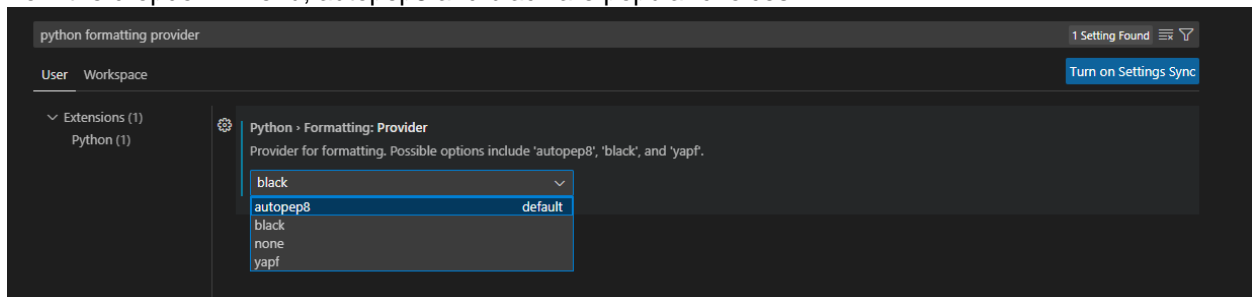 python formatting provider
1 Setting Found
User Workspace
Turn on Settings Sync
Extensions (1)
Python (1)
Python › Formatting: Provider
Provider for formatting. Possible options include 'autopep8', 'black', and 'yapf'.
black
autopep8 default
black
none
yapf